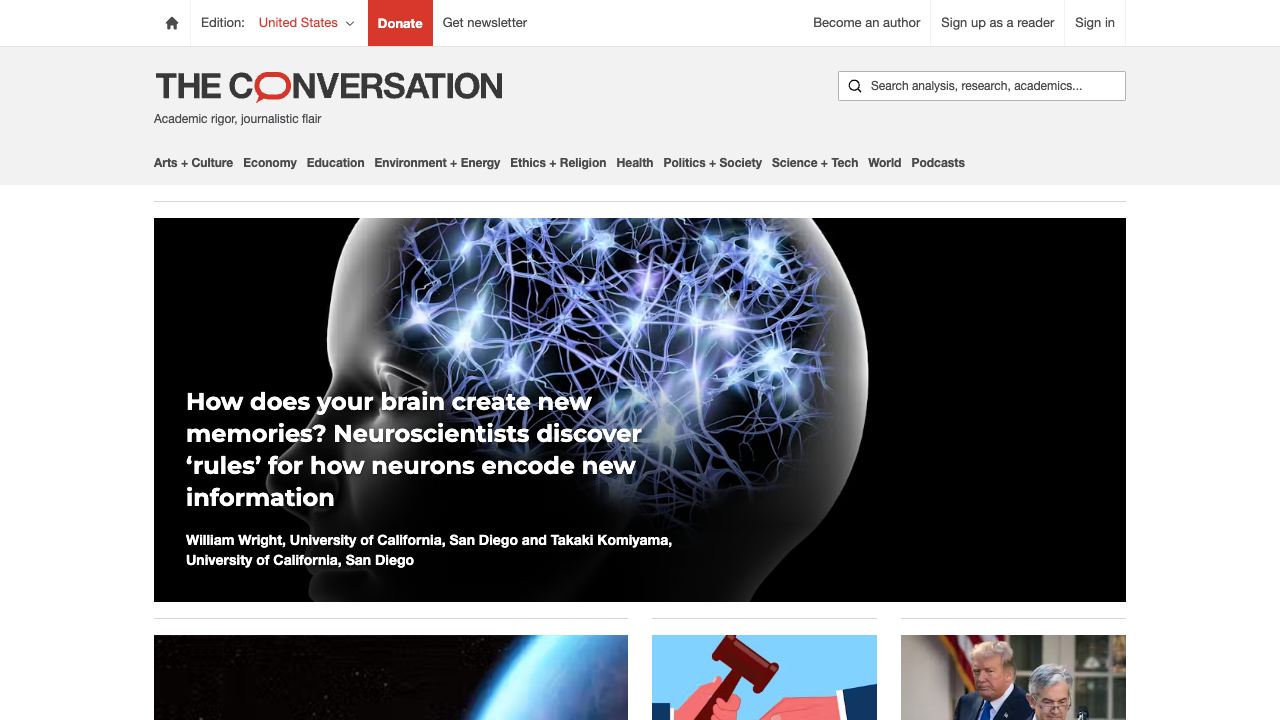 Edition: United States Donate Get newsletter Become an author Sign up as a reader Sign in
THE CONVERSATION
Search analysis, research, academics...
Academic rigor, journalistic flair
Arts + Culture Economy Education Environment + Energy Ethics + Religion Health Politics + Society Science + Tech World Podcasts
How does your brain create new
memories? Neuroscientists discover
‘rules’ for how neurons encode new
information
William Wright, University of California, San Diego and Takaki Komiyama,
University of California, San Diego